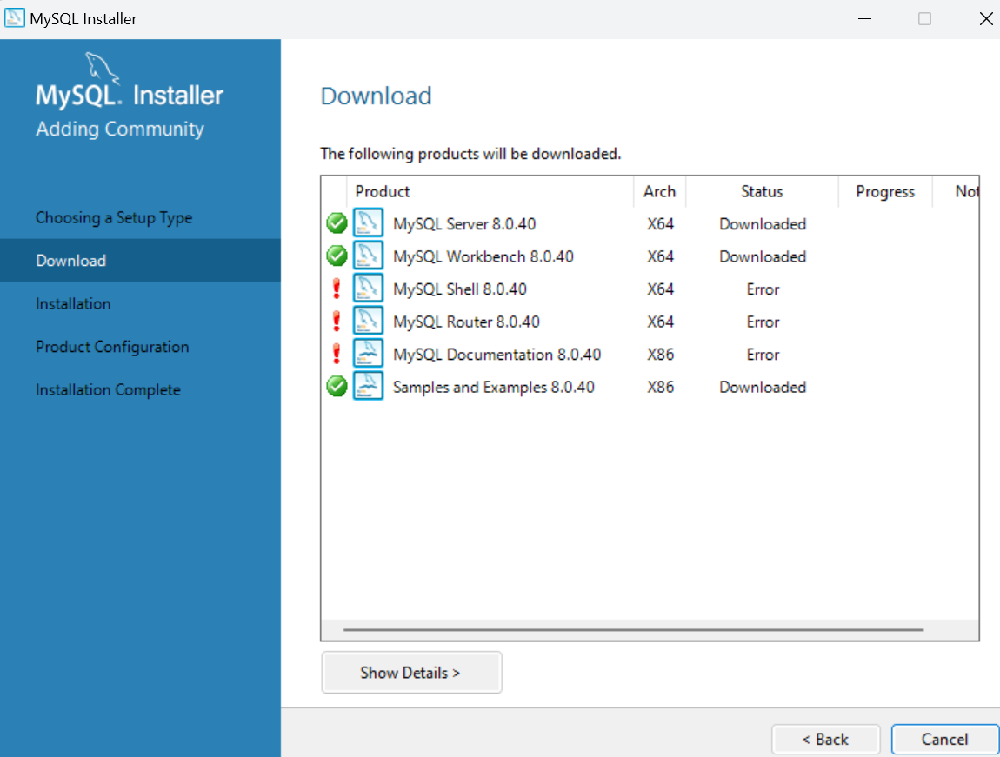 MySQL Installer
MySQL. Installer
Adding Community
Choosing a Setup Type
Download
Installation
Product Configuration
Installation Complete
Download
The following products will be downloaded.
Product Arch Status Progress Not
MySQL Server 8.0.40 X64 Downloaded
MySQL Workbench 8.0.40 X64 Downloaded
MySQL Shell 8.0.40 X64 Error
MySQL Router 8.0.40 X64 Error
MySQL Documentation 8.0.40 X86 Error
Samples and Examples 8.0.40 X86 Downloaded
Show Details >
< Back Cancel